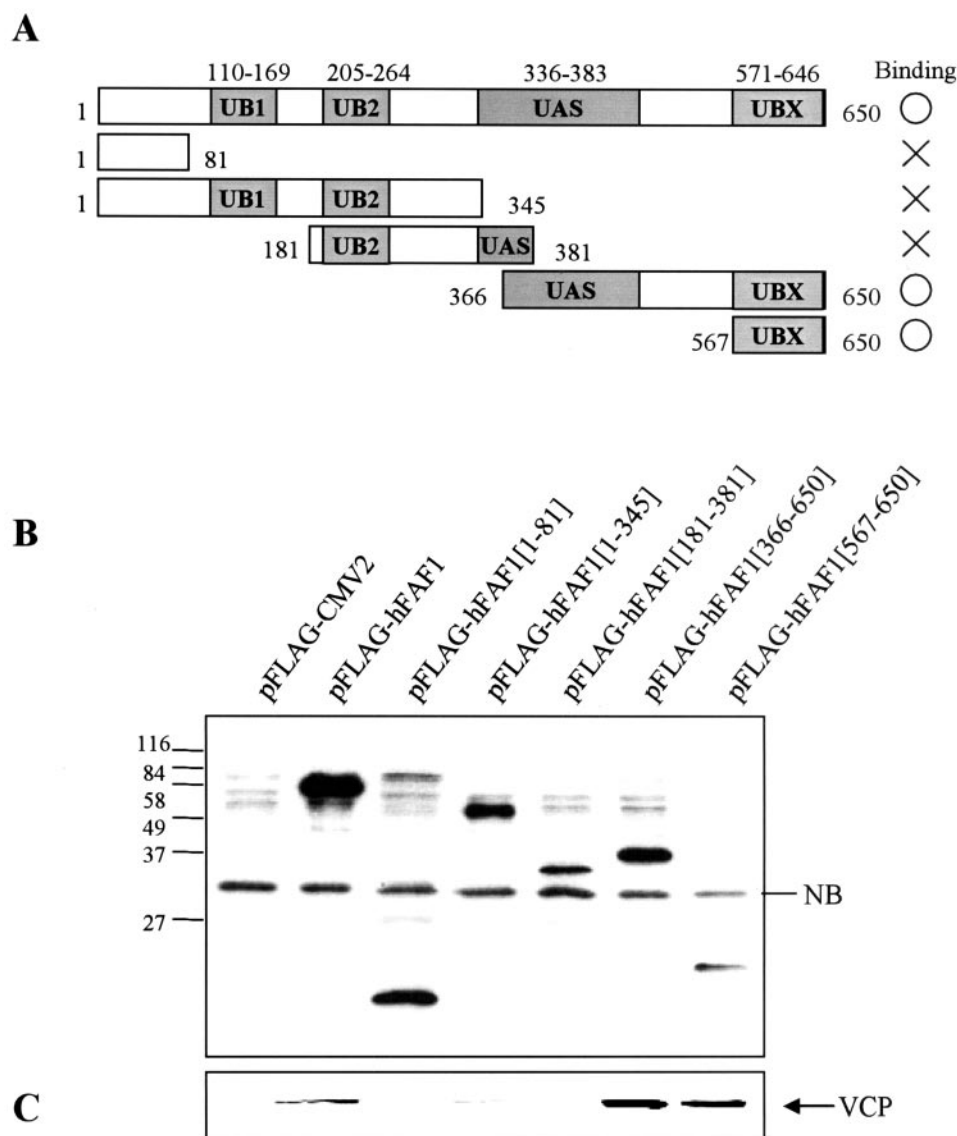 A
110-169 205-264 336-383 571-646 Binding
1 UB1 UB2 UAS UBX 650
1 81
1 UB1 UB2 345
181 UB2 UAS 381
366 UAS UBX 650
567 UBX 650
B
pFLAG-CMV2
pFLAG-hFAF1
pFLAG-hFAF1[1-81]
pFLAG-hFAF1[1-345]
pFLAG-hFAF1[181-381]
pFLAG-hFAF1[366-650]
pFLAG-hFAF1[567-650]
116
84
58
49
37
27
NB
C
VCP